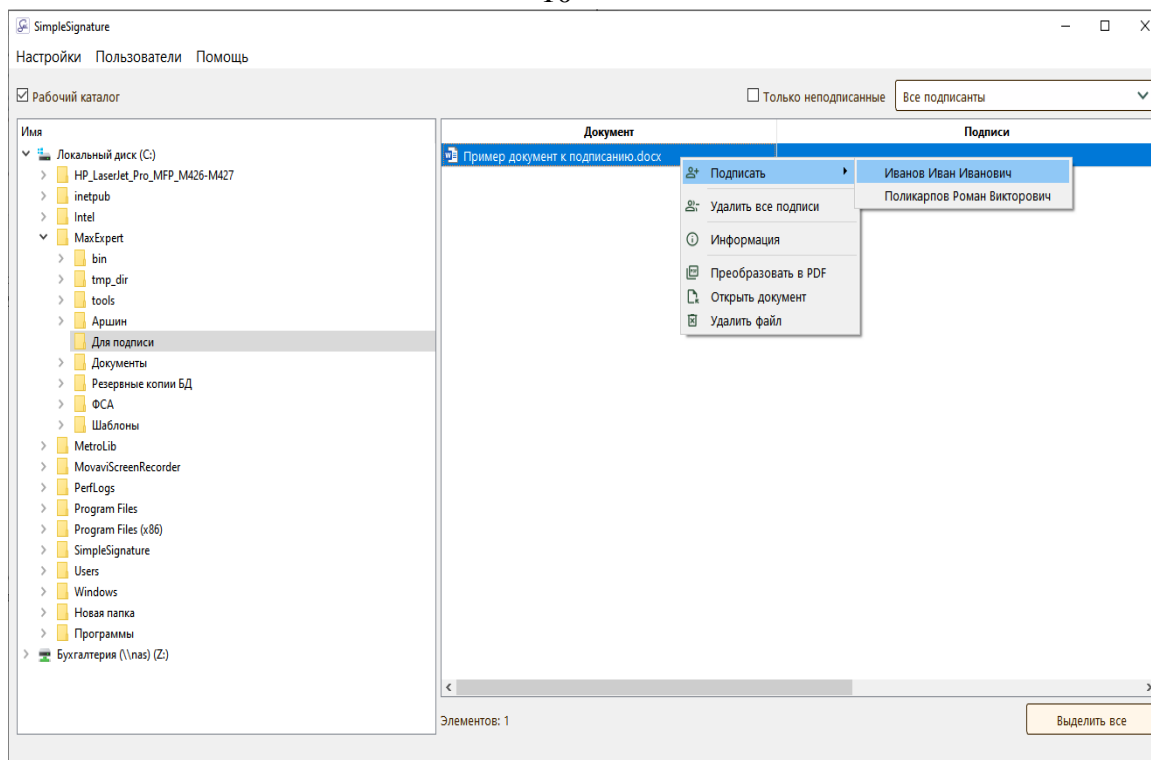 SimpleSignature
Настройки Пользователи Помощь
Рабочий каталог
Только неподписанные Все подписанты
Имя
Локальный диск (C:)
HP_LaserJet_Pro_MFP_M426-M427
inetpub
Intel
MaxExpert
bin
tmp_dir
tools
Аршин
Для подписи
Документы
Резервные копии БД
ФСА
Шаблоны
MetroLib
MovaviScreenRecorder
PerfLogs
Program Files
Program Files (x86)
SimpleSignature
Users
Windows
Новая папка
Программы
Бухгалтерия (\\nas) (Z:)
Документ Подписи
Пример документ к подписанию.docx
Подписать
Удалить все подписи
Информация
Преобразовать в PDF
Открыть документ
Удалить файл
Иванов Иван Иванович
Поликарпов Роман Викторович
Элементов: 1
Выделить все